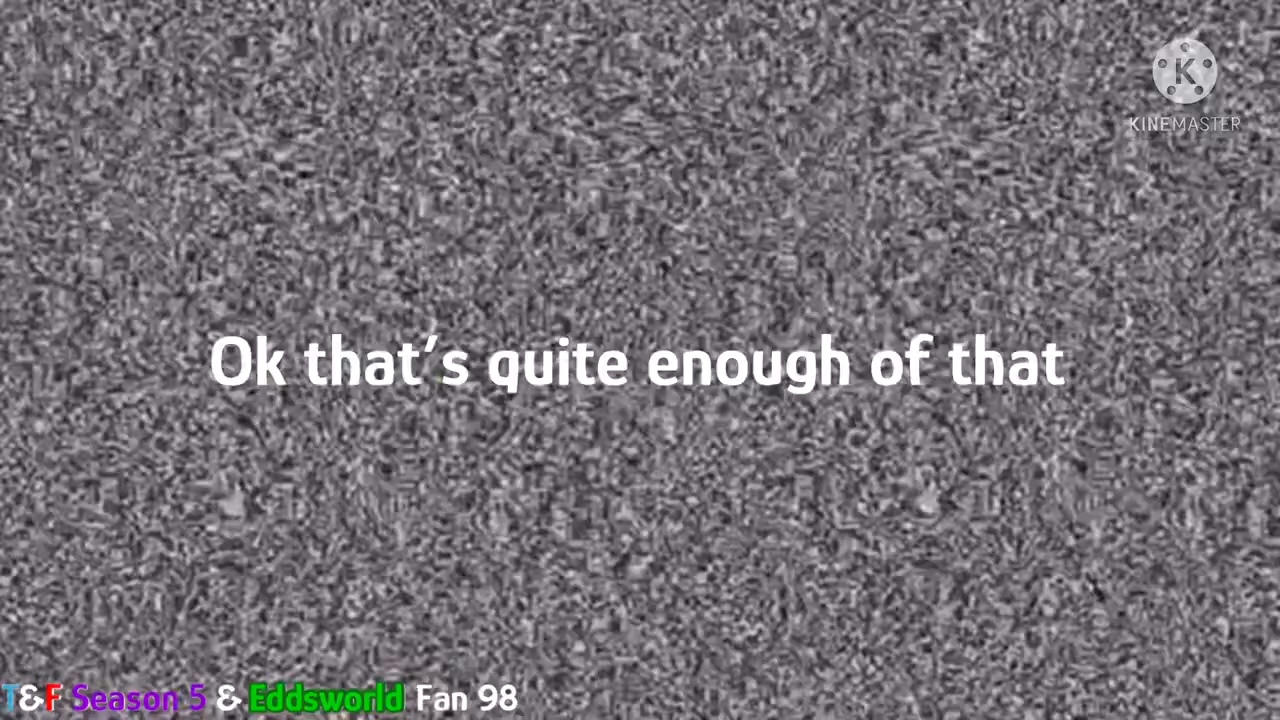 KINEMASTER
Ok that's quite enough of that
T&F Season 5 & Eddsworld Fan 98